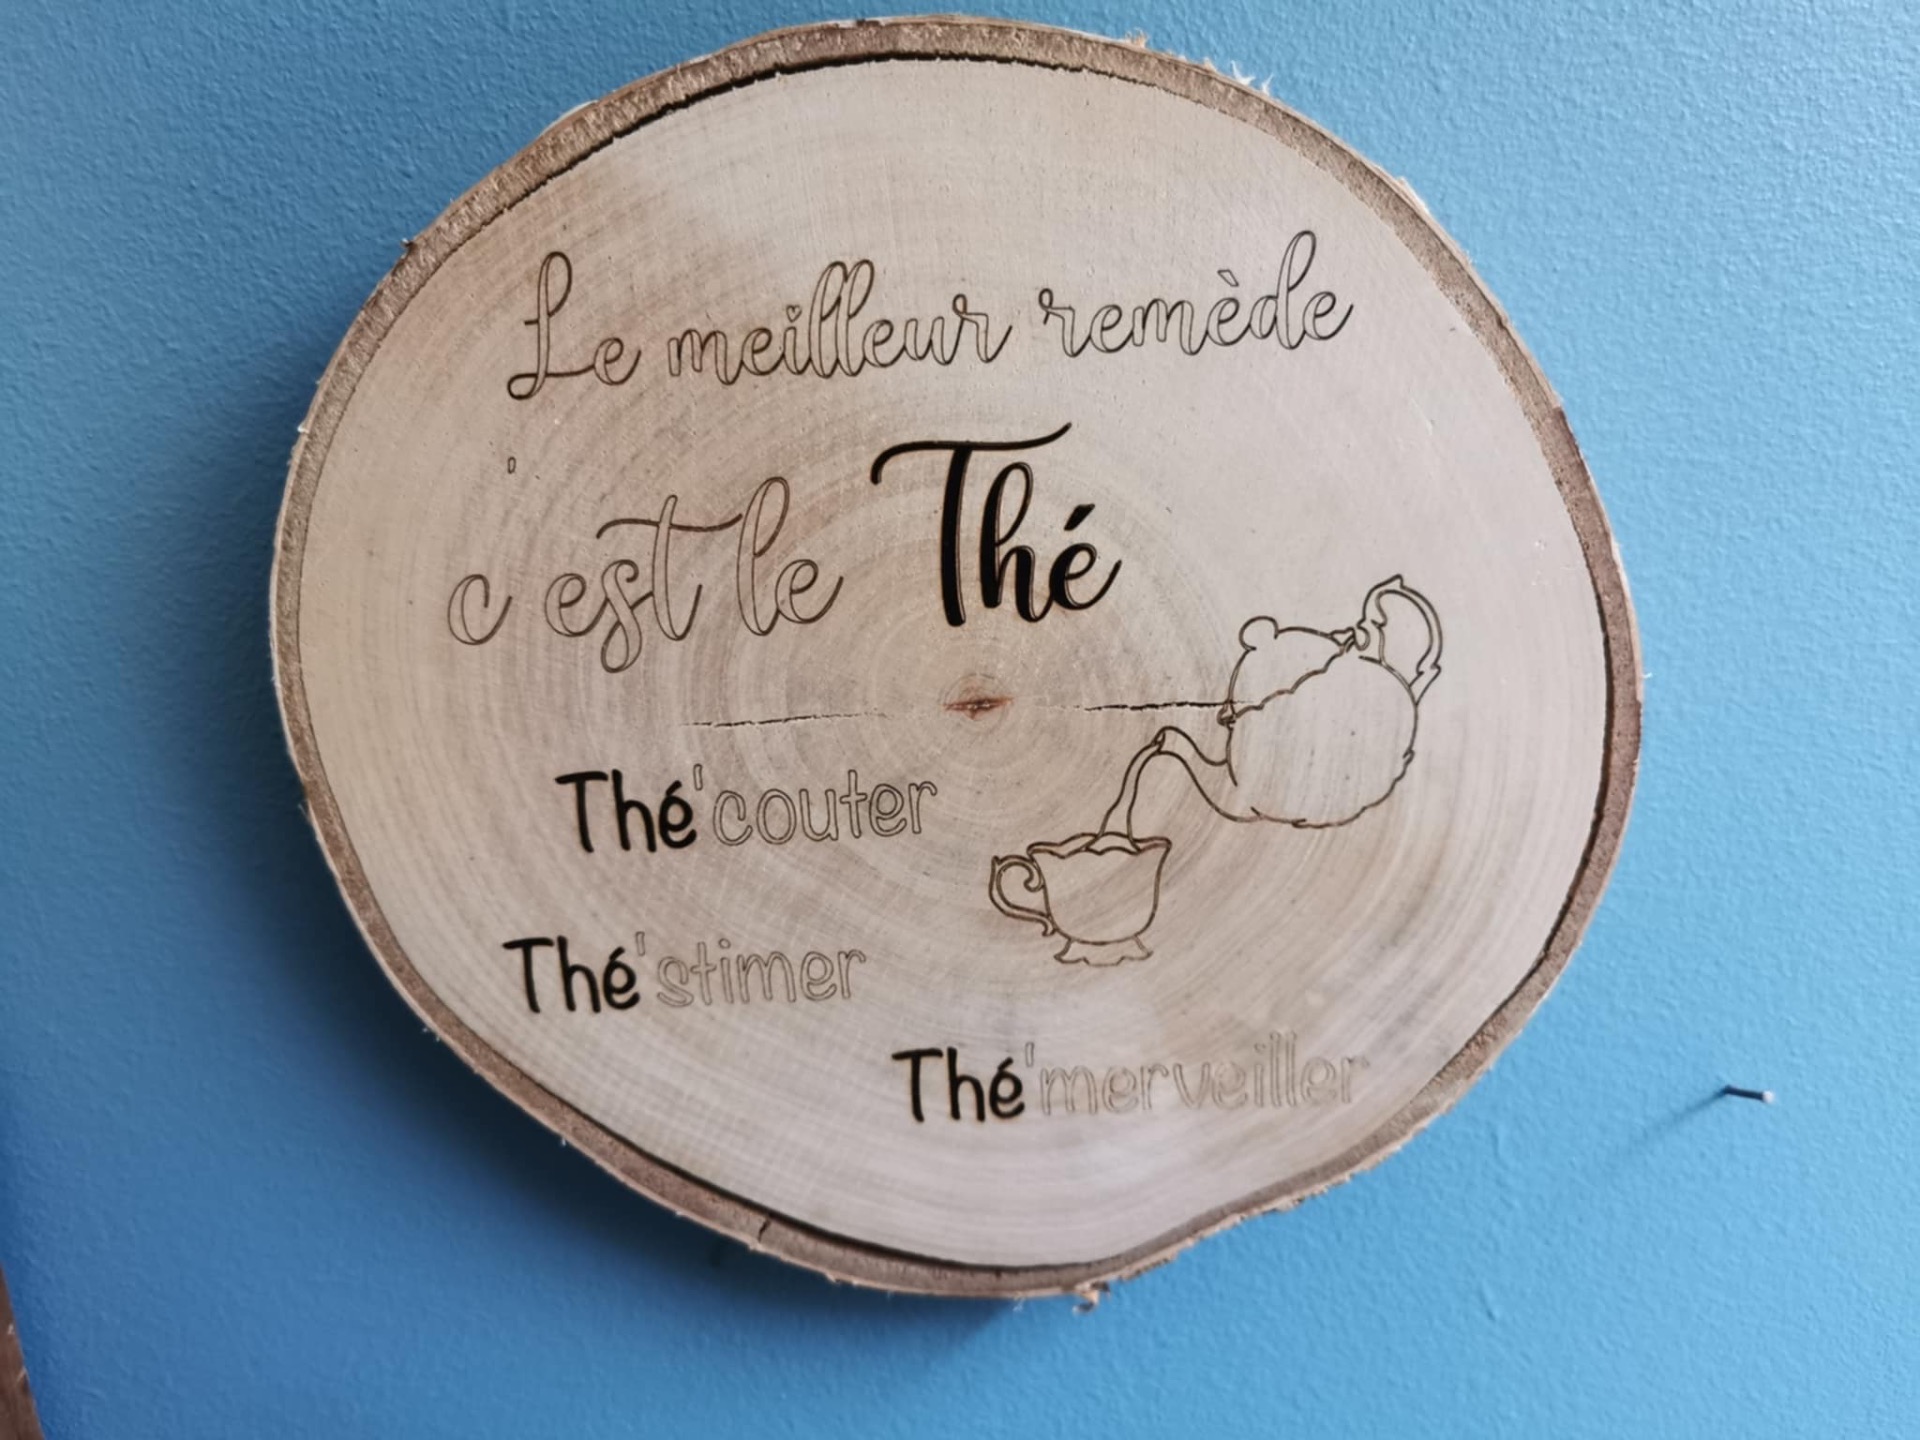 Le meilleur remède
c'est le Thé
Thé'couter
Thé'stimer
Thé'merveiller